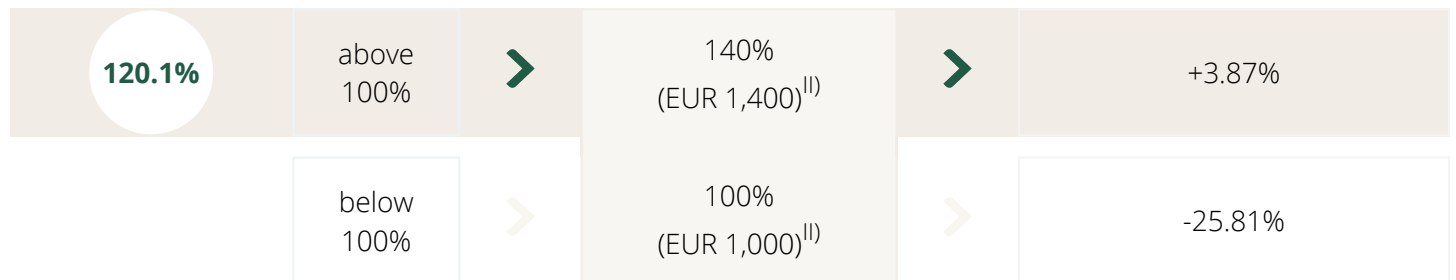 120.1%
above
100%
140%
(EUR 1,400)II)
+3.87%
below
100%
100%
(EUR 1,000)II)
-25.81%